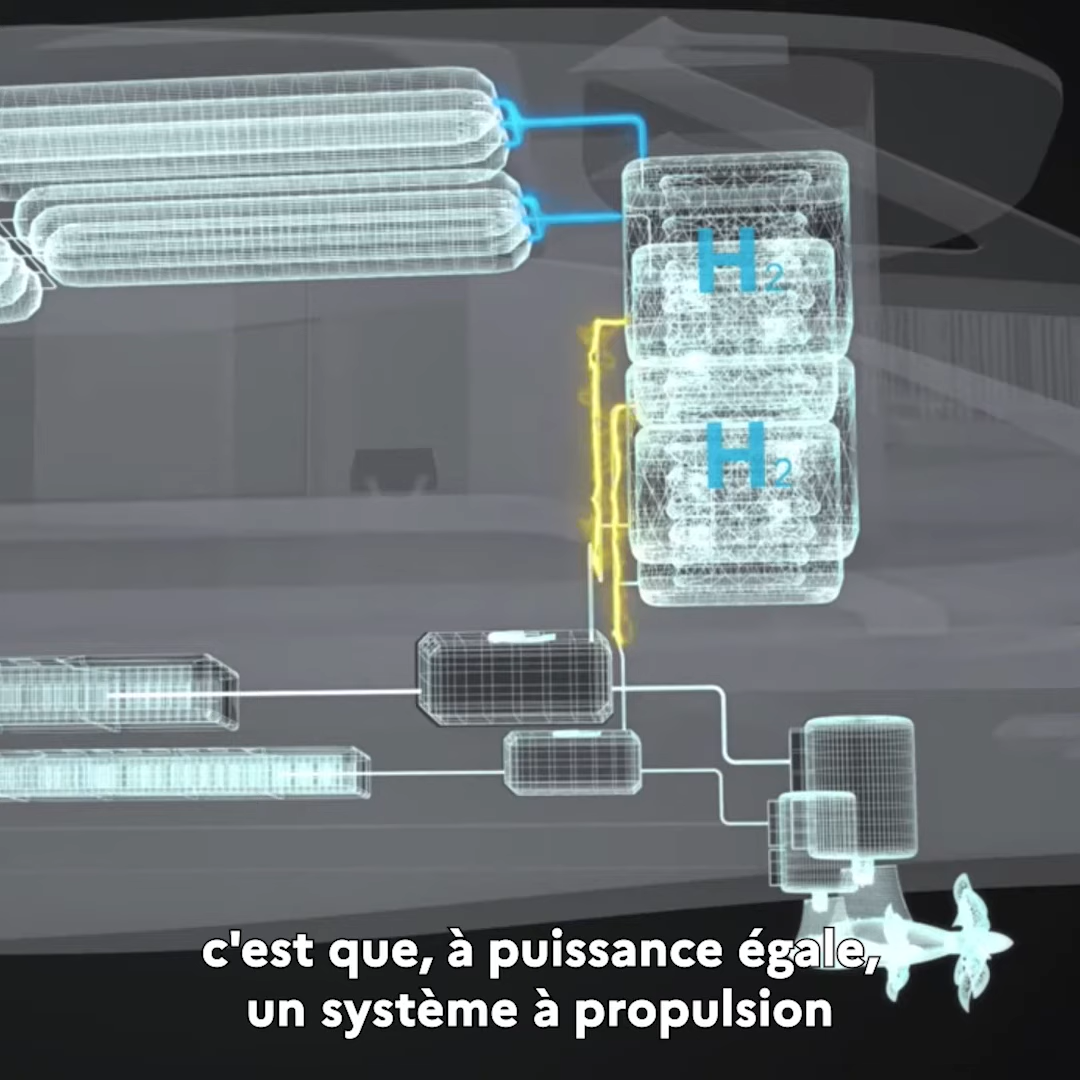 H2
H2
c'est que, à puissance égale,
un système à propulsion